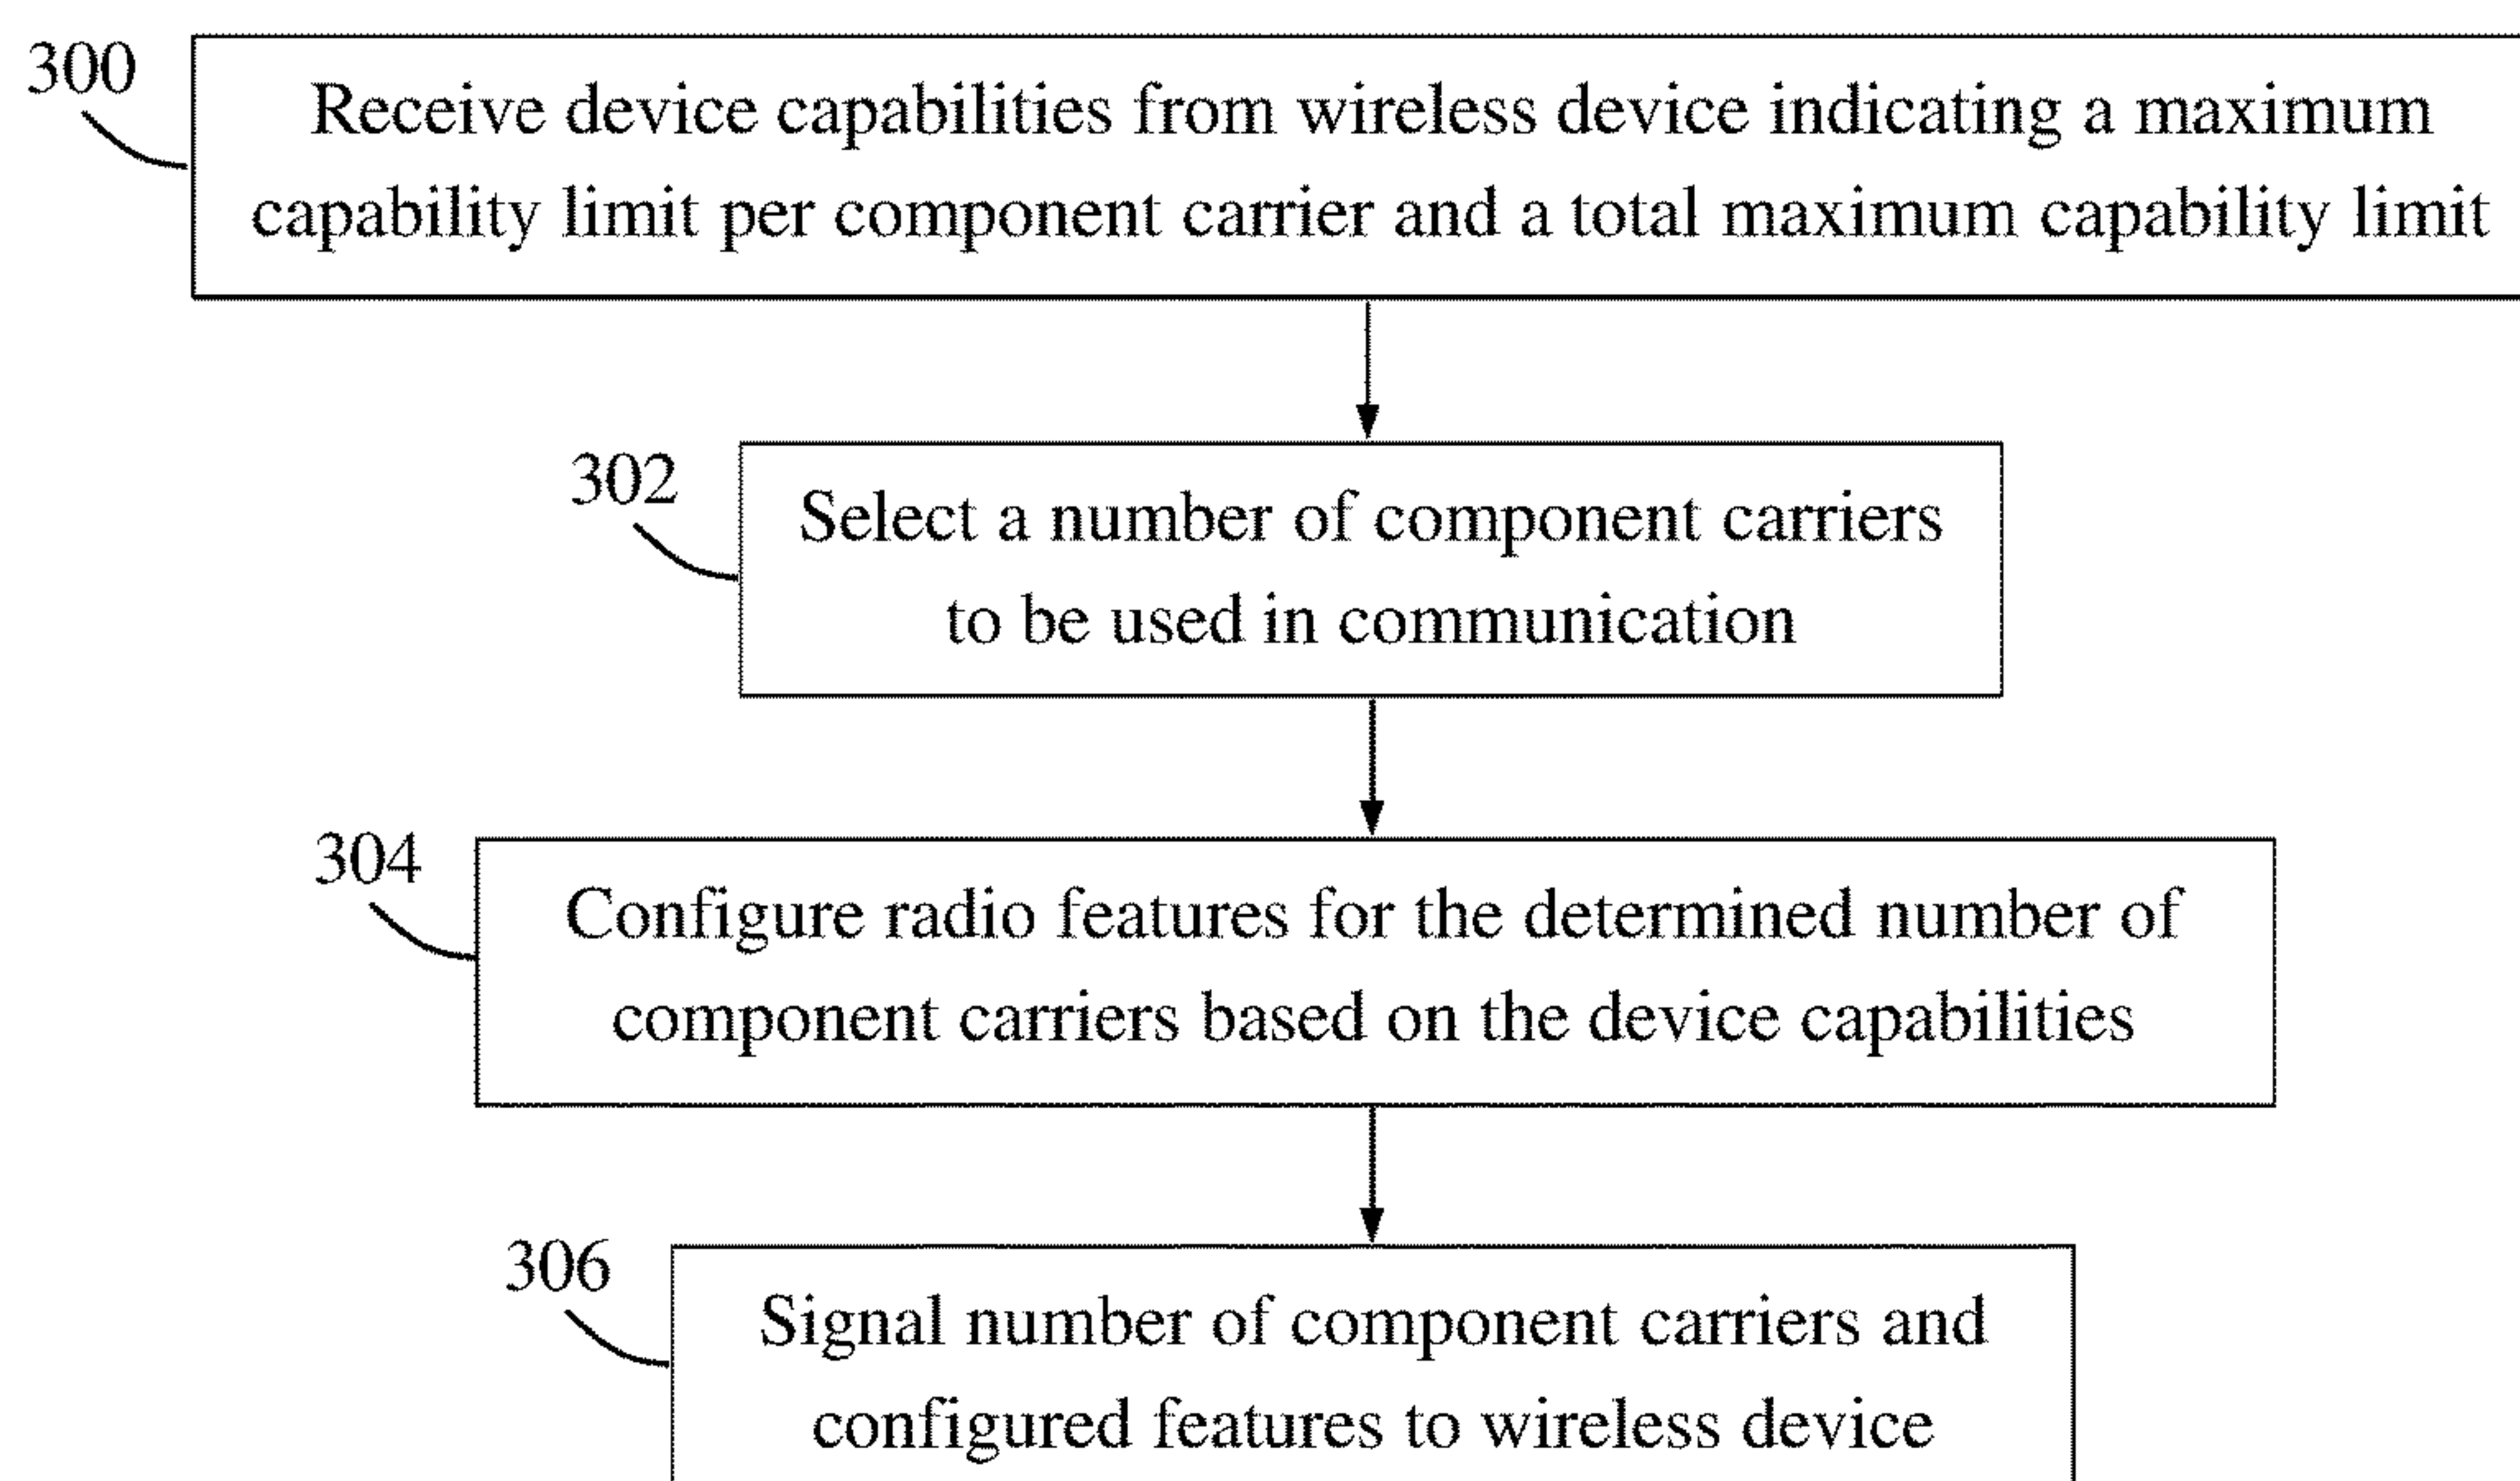 300
Receive device capabilities from wireless device indicating a maximum
capability limit per component carrier and a total maximum capability limit
302
Select a number of component carriers
to be used in communication
304
Configure radio features for the determined number of
component carriers based on the device capabilities
306
Signal number of component carriers and
configured features to wireless device